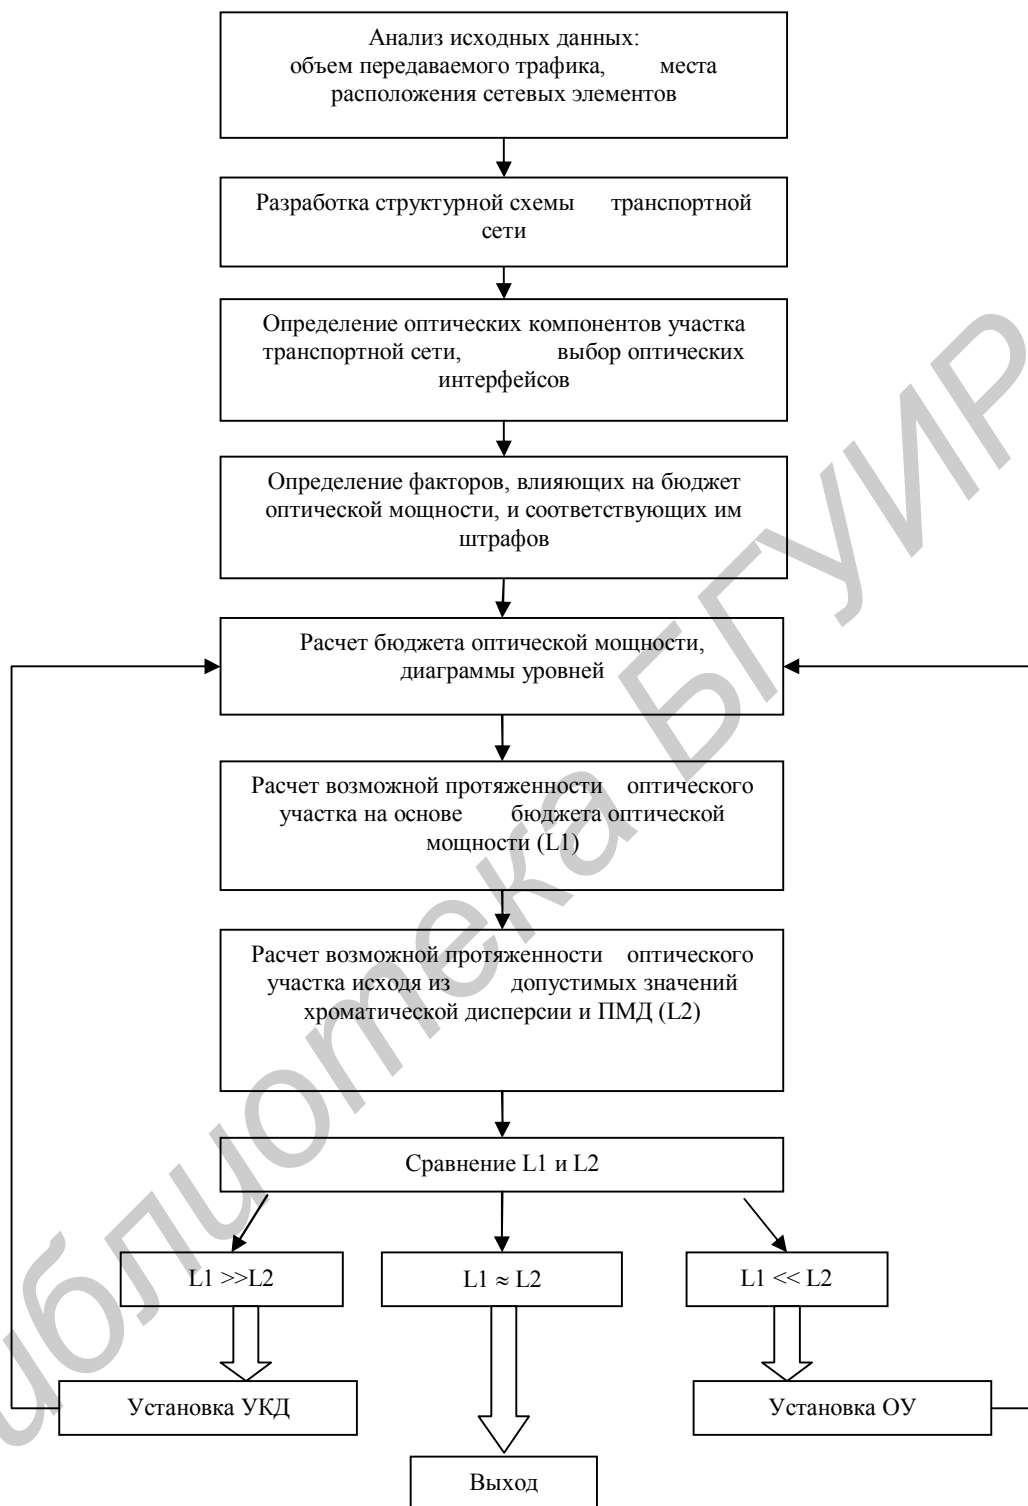 Анализ исходных данных:
объем передаваемого трафика, места
расположения сетевых элементов
Разработка структурной схемы транспортной
сети
Определение оптических компонентов участка
транспортной сети, выбор оптических
интерфейсов
Определение факторов, влияющих на бюджет
оптической мощности, и соответствующих им
штрафов
Расчет бюджета оптической мощности,
диаграммы уровней
Расчет возможной протяженности оптического
участка на основе бюджета оптической
мощности (L1)
Расчет возможной протяженности оптического
участка исходя из допустимых значений
хроматической дисперсии и ПМД (L2)
Сравнение L1 и L2
L1 >>L2
L1 ≈ L2
L1 << L2
Установка УКД
Установка ОУ
Выход
иблиотека БГУИР